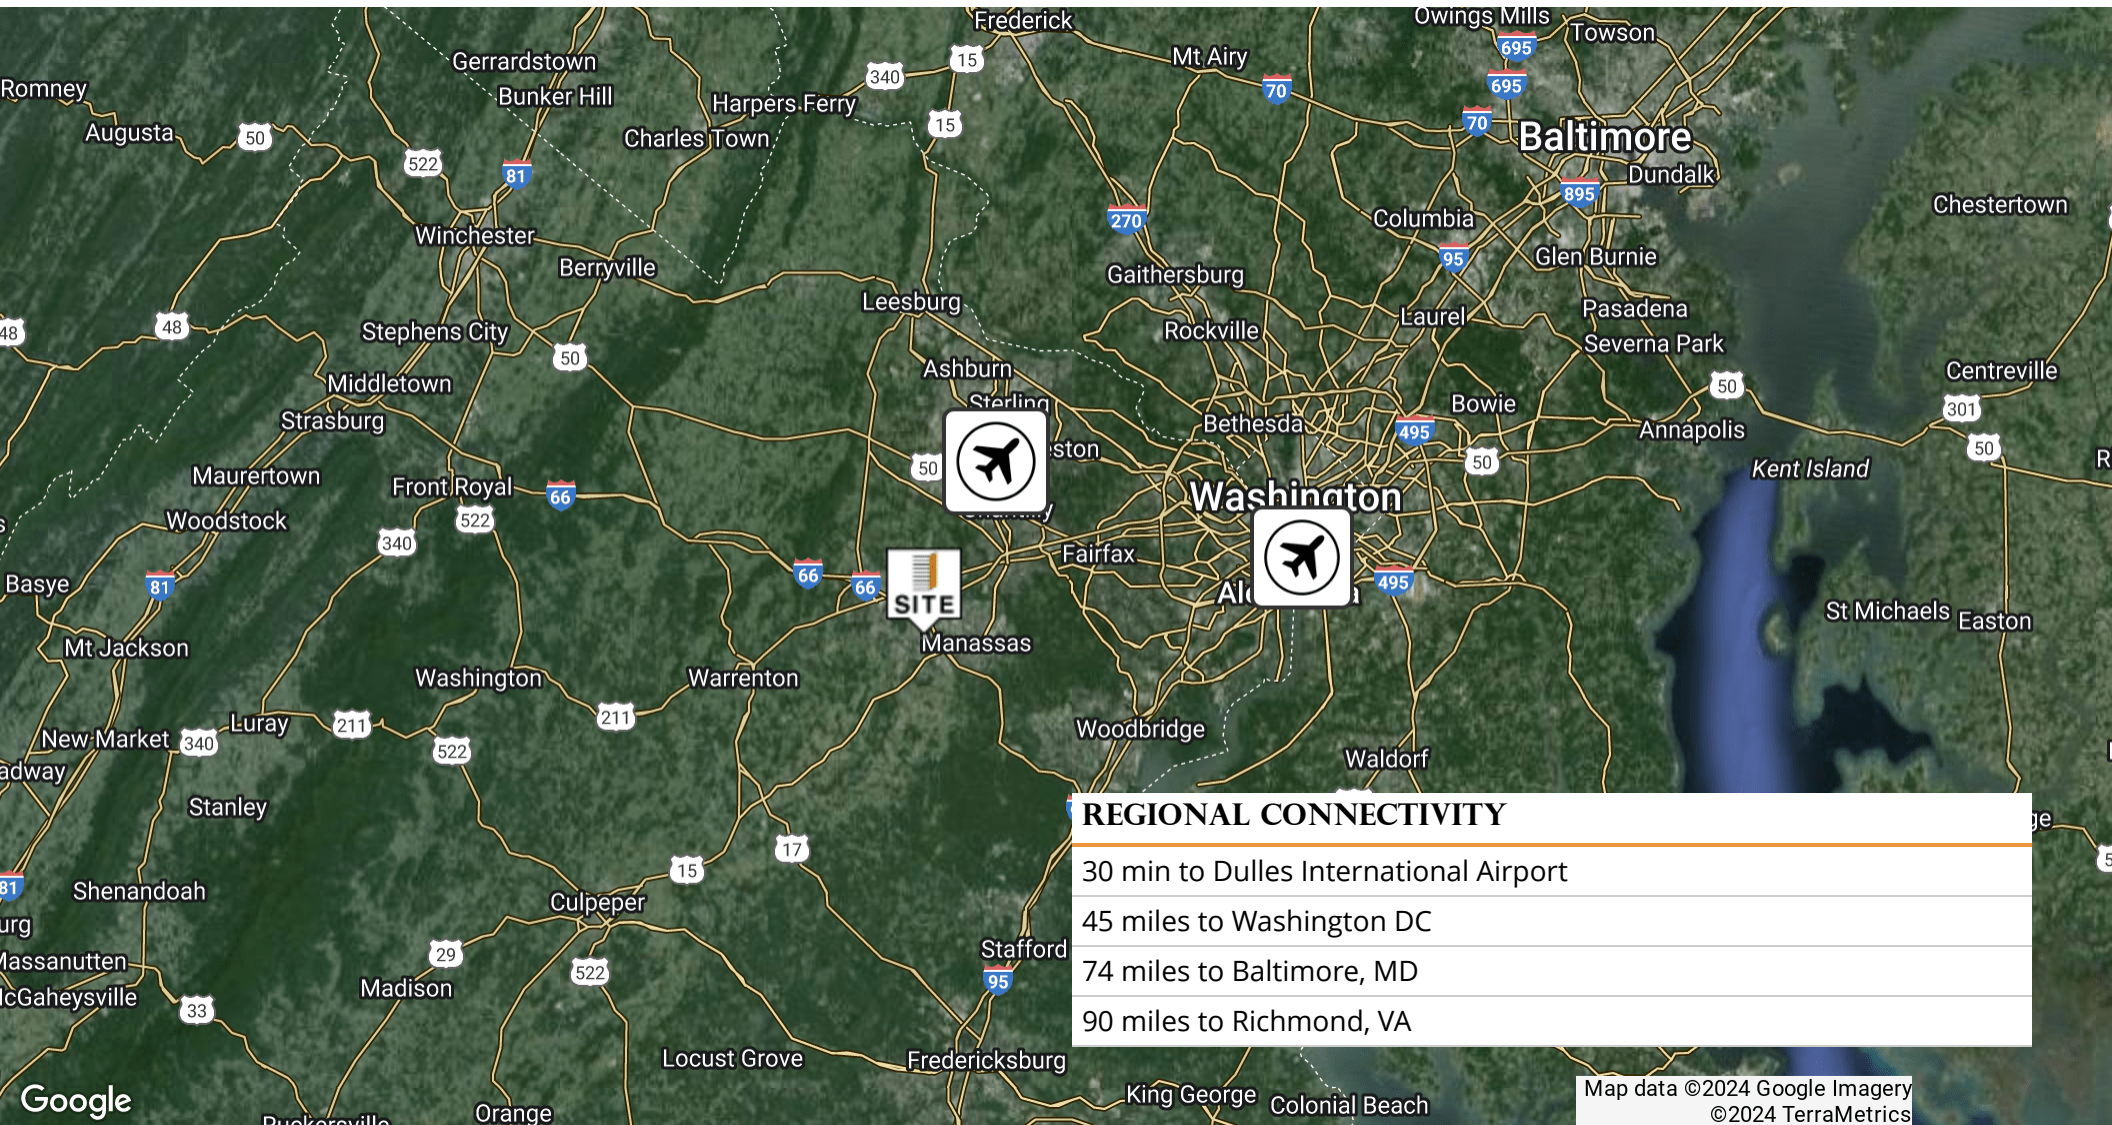 Frederick
Owings Mills
Towson
695
15
Mt Airy
Gerrardstown
340
695
70
Romney
Bunker Hill
Harpers Ferry
15
70
Augusta
50
Charles Town
Baltimore
522
81
Dundalk
895
Chestertown
270
Columbia
Winchester
95
Glen Burnie
Berryville
Gaithersburg
Leesburg
Pasadena
48
48
Stephens City
Rockville
Laurel
Severna Park
50
Ashburn
Centreville
Middletown
50
Sterling
Bowie
301
Strasburg
Bethesda
495
Annapolis
50
50
50
Kent Island
Maurertown
Front Royal
66
Washington
Woodstock
522
340
Fairfax
66
66
495
Basye
81
SITE
St Michaels
Easton
Mt Jackson
Manassas
Washington
Warrenton
211
Luray
211
New Market
340
522
Woodbridge
Waldorf
Stanley
REGIONAL CONNECTIVITY
30 min to Dulles International Airport
45 miles to Washington DC
74 miles to Baltimore, MD
90 miles to Richmond, VA
17
15
81
Shenandoah
Culpeper
29
522
Stafford
95
Madison
33
Locust Grove
Fredericksburg
King George
Colonial Beach
Orange
Google
Map data ©2024 Google Imagery
©2024 TerraMetrics